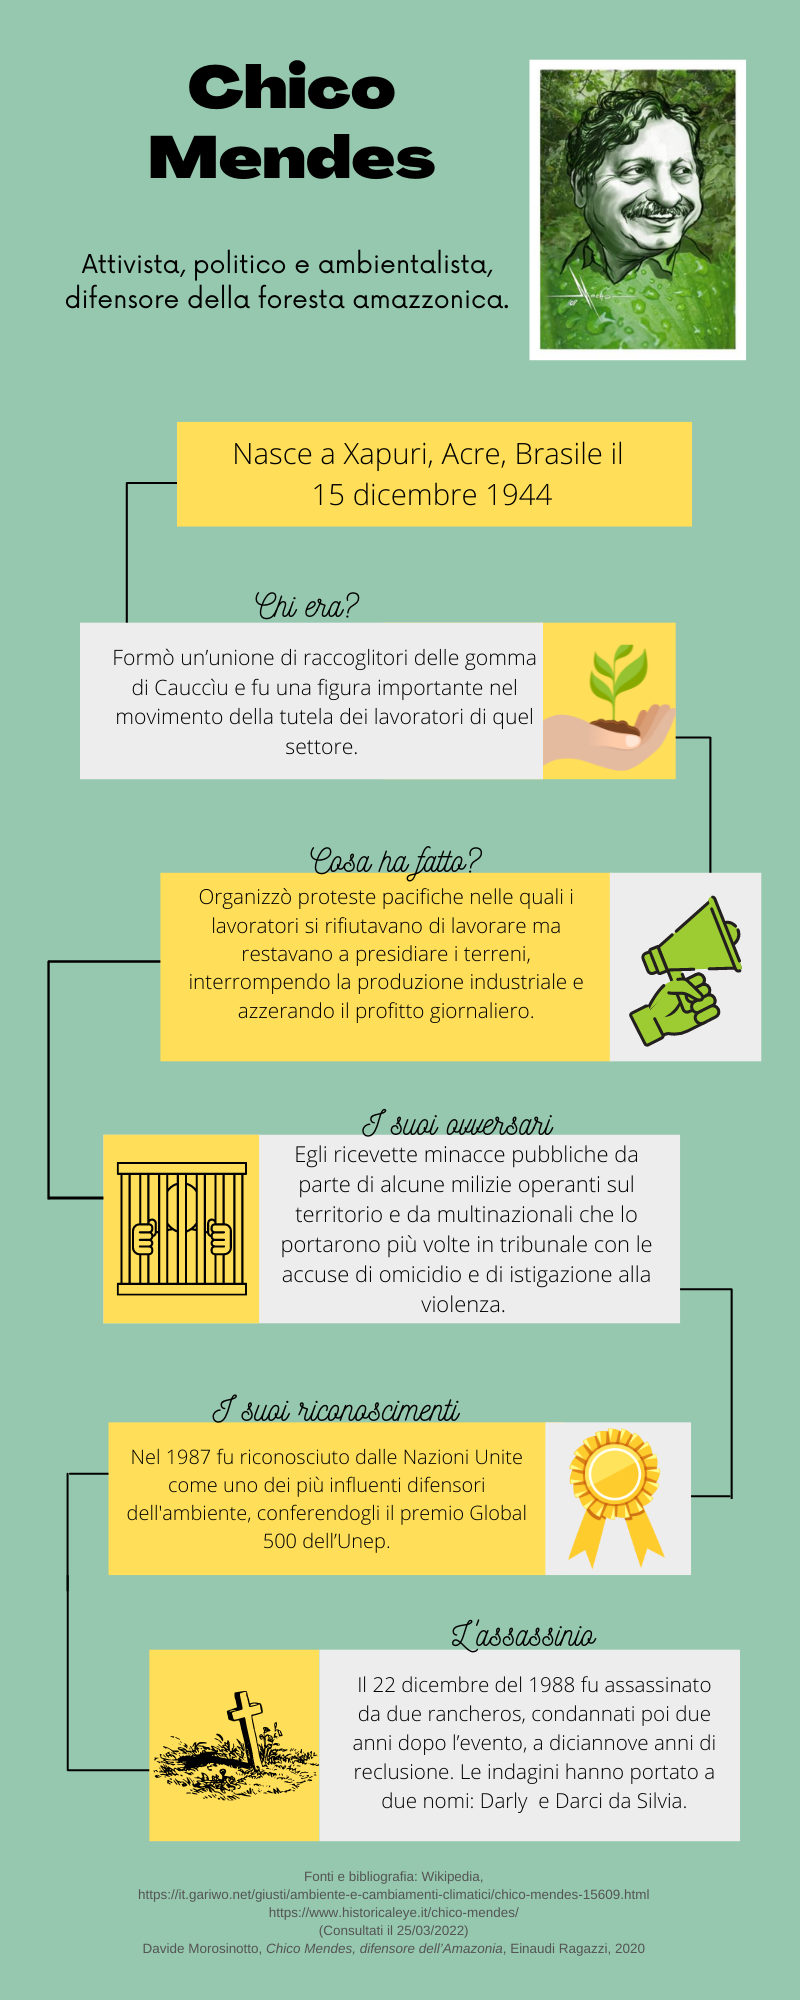 Chico
Mendes
Attivista, politico e ambientalista,
difensore della foresta amazzonica.
Nasce a Xapuri, Acre, Brasile il
15 dicembre 1944
Chi era?
Formò un’unione di raccoglitori delle gomma
di Cauccìu e fu una figura importante nel
movimento della tutela dei lavoratori di quel
settore.
Cosa ha fatto?
Organizzò proteste pacifiche nelle quali i
lavoratori si rifiutavano di lavorare ma
restavano a presidiare i terreni,
interrompendo la produzione industriale e
azzerando il profitto giornaliero.
I suoi avversari
Egli ricevette minacce pubbliche da
parte di alcune milizie operanti sul
territorio e da multinazionali che lo
portarono più volte in tribunale con le
accuse di omicidio e di istigazione alla
violenza.
I suoi riconoscimenti
Nel 1987 fu riconosciuto dalle Nazioni Unite
come uno dei più influenti difensori
dell'ambiente, conferendogli il premio Global
500 dell’Unep.
L'assassinio
Il 22 dicembre del 1988 fu assassinato
da due rancheros, condannati poi due
anni dopo l’evento, a diciannove anni di
reclusione. Le indagini hanno portato a
due nomi: Darly  e Darci da Silvia.
Fonti e bibliografia: Wikipedia,
https://it.gariwo.net/giusti/ambiente-e-cambiamenti-climatici/chico-mendes-15609.html
https://www.historicaleye.it/chico-mendes/
(Consultati il 25/03/2022)
Davide Morosinotto, Chico Mendes, difensore dell’Amazonia, Einaudi Ragazzi, 2020